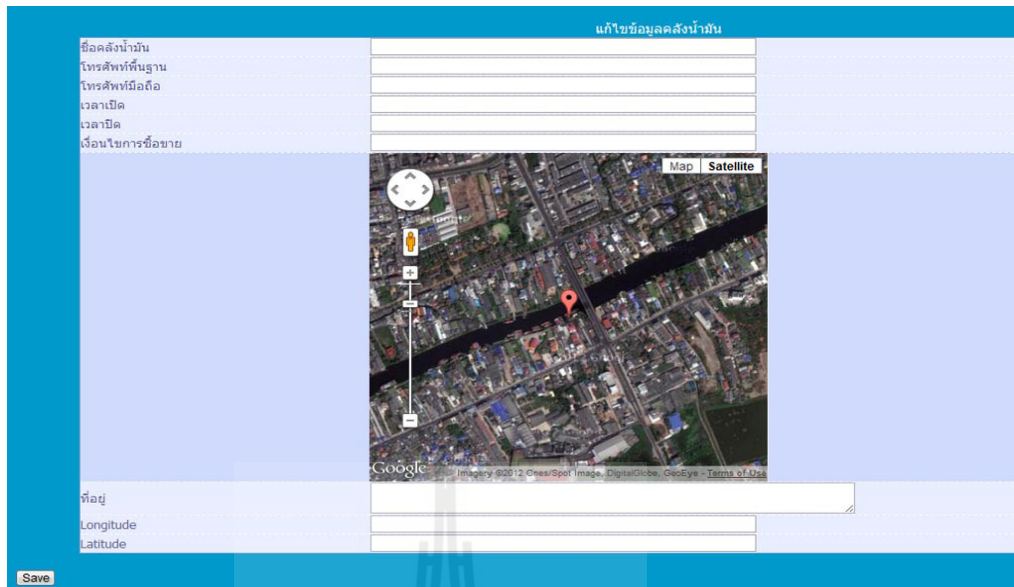 แก้ไขข้อมูลคลังน้ำมัน
ชื่อคลังน้ำมัน
โทรศัพท์พื้นฐาน
โทรศัพท์มือถือ
เวลาเปิด
เวลาปิด
เงื่อนไขการซื้อขาย
Map Satellite
Google Imagery ©2012 Cnes/Spot Image, DigitalGlobe, GeoEye - Terms of Use
ที่อยู่
Longitude
Latitude
Save